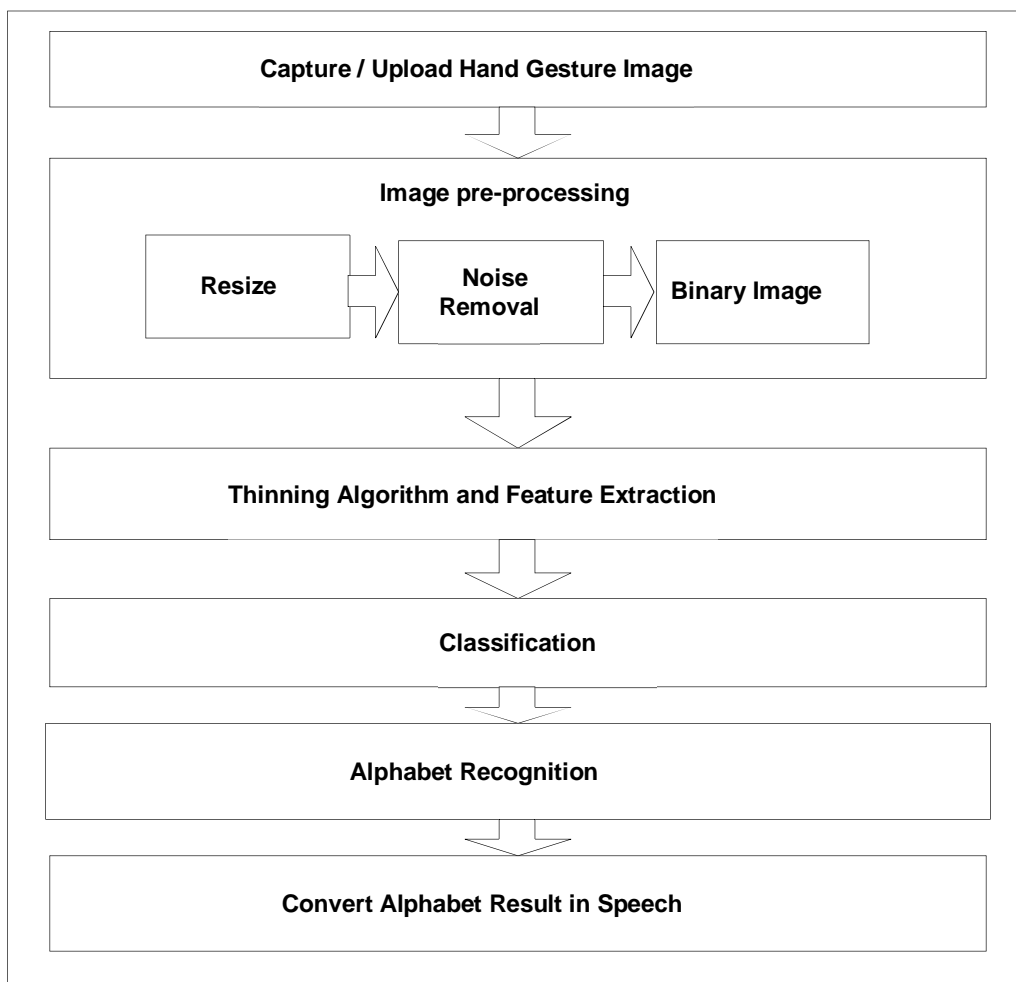 Capture / Upload Hand Gesture Image
Image pre-processing
Resize
Noise
Removal
Binary Image
Thinning Algorithm and Feature Extraction
Classification
Alphabet Recognition
Convert Alphabet Result in Speech